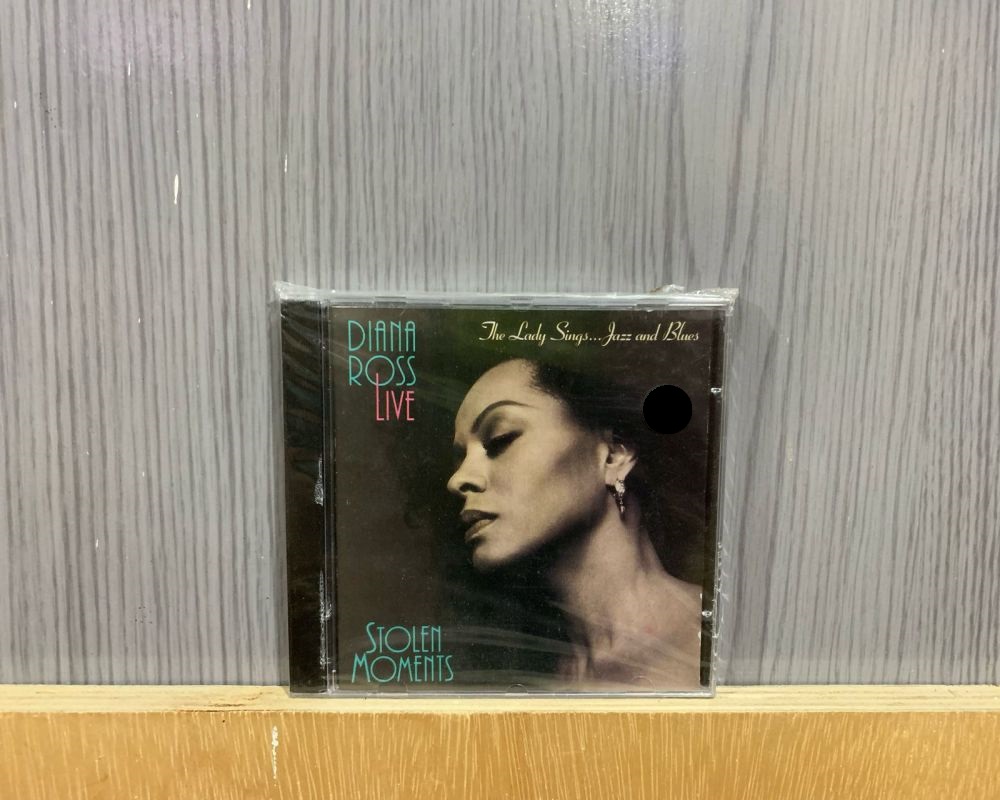 DIANA
ROSS
LIVE
The Lady Sings...Jazz and Blues
STOLEN
MOMENTS